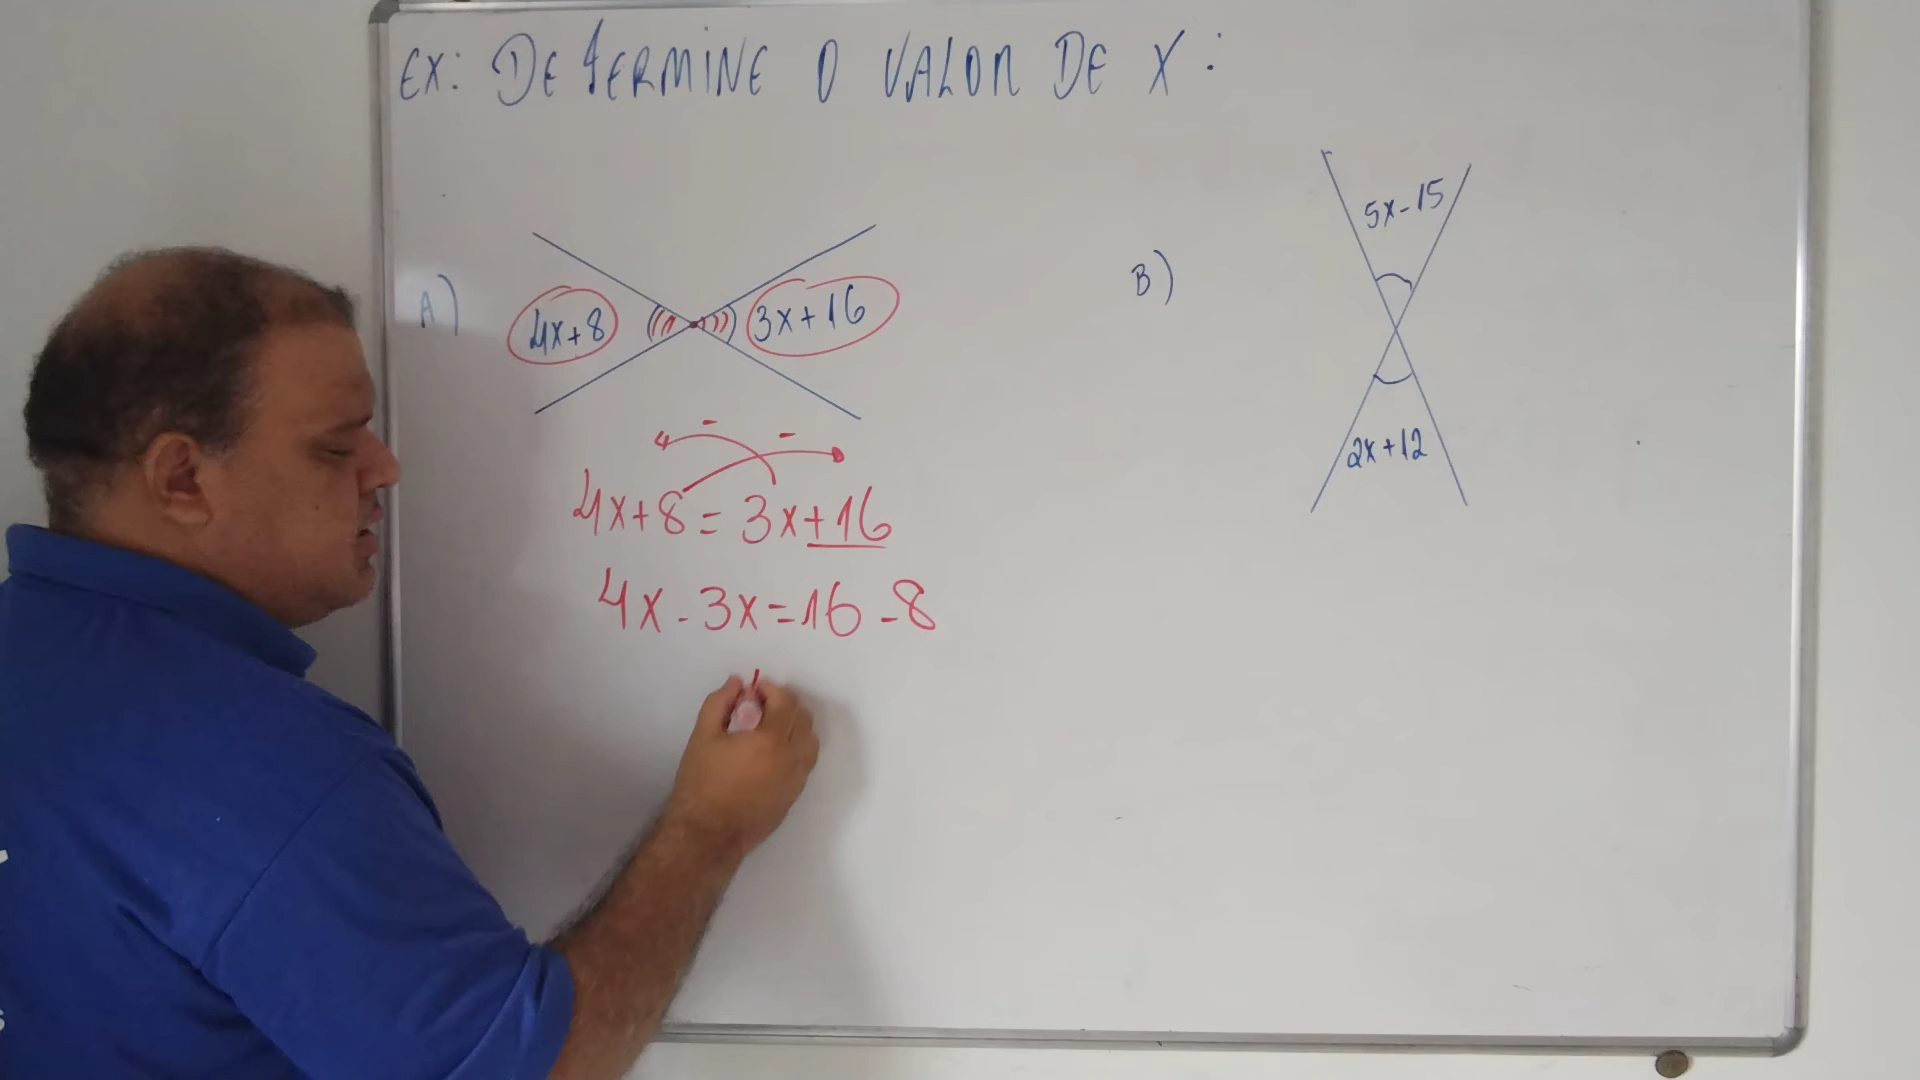 EX: DETERMINE O VALOR DE X:
A)
4x+8
3x+16
B)
5x-15
2x+12
- -
4x+8=3x+16
4x-3x=16-8